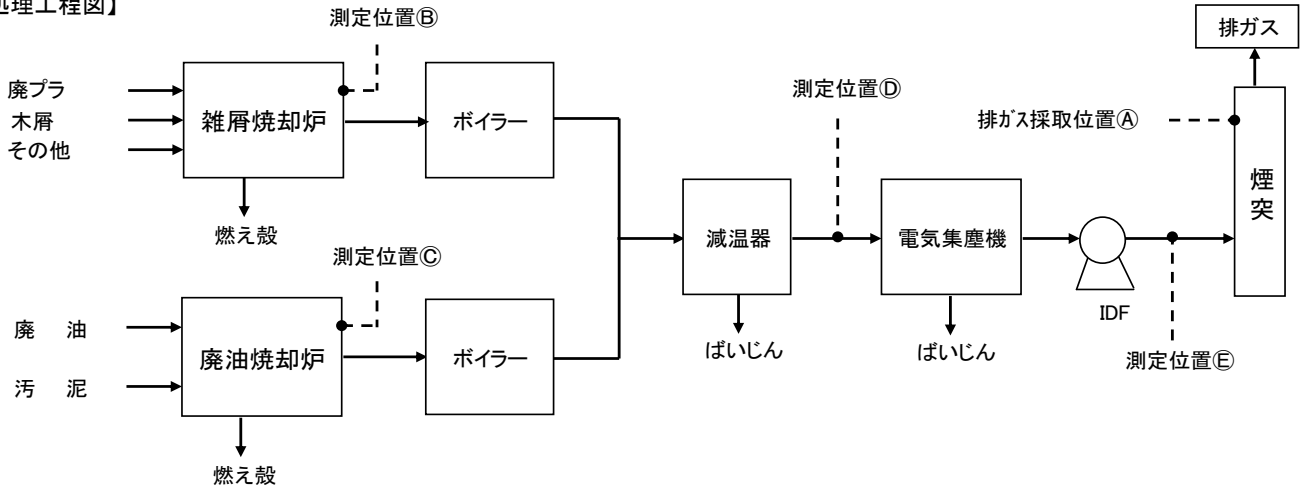 処理工程図】
測定位置Ⓑ
排ガス
廃プラ
木屑
その他
雑屑焼却炉
ボイラー
測定位置Ⓓ
排ガス採取位置Ⓐ
煙突
燃え殻
減温器
電気集塵機
測定位置Ⓒ
IDF
廃　油
汚　泥
廃油焼却炉
ボイラー
ばいじん
ばいじん
測定位置Ⓔ
燃え殻